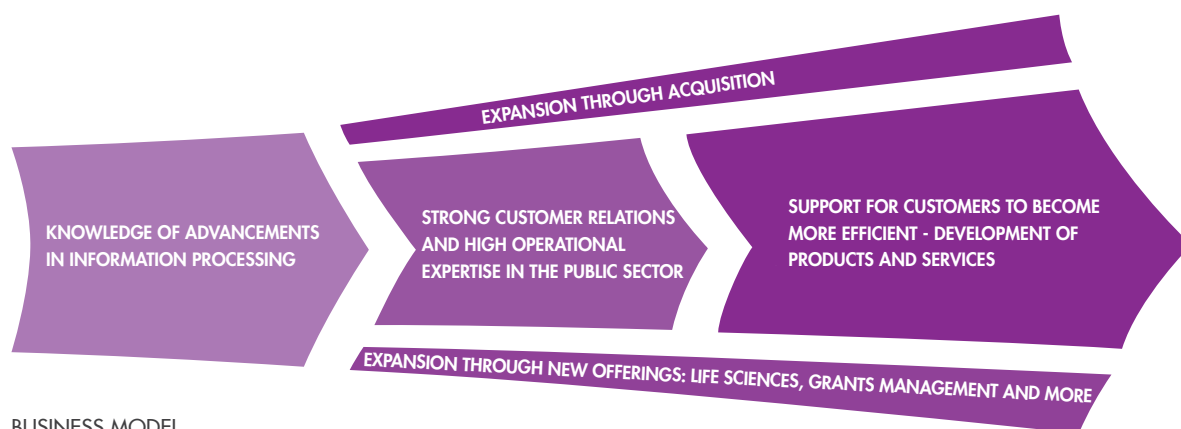 EXPANSION THROUGH ACQUISITION
KNOWLEDGE OF ADVANCEMENTS
IN INFORMATION PROCESSING
STRONG CUSTOMER RELATIONS
AND HIGH OPERATIONAL
EXPERTISE IN THE PUBLIC SECTOR
SUPPORT FOR CUSTOMERS TO BECOME
MORE EFFICIENT - DEVELOPMENT OF
PRODUCTS AND SERVICES
EXPANSION THROUGH NEW OFFERINGS: LIFE SCIENCES, GRANTS MANAGEMENT AND MORE
BUSINESS MODEL